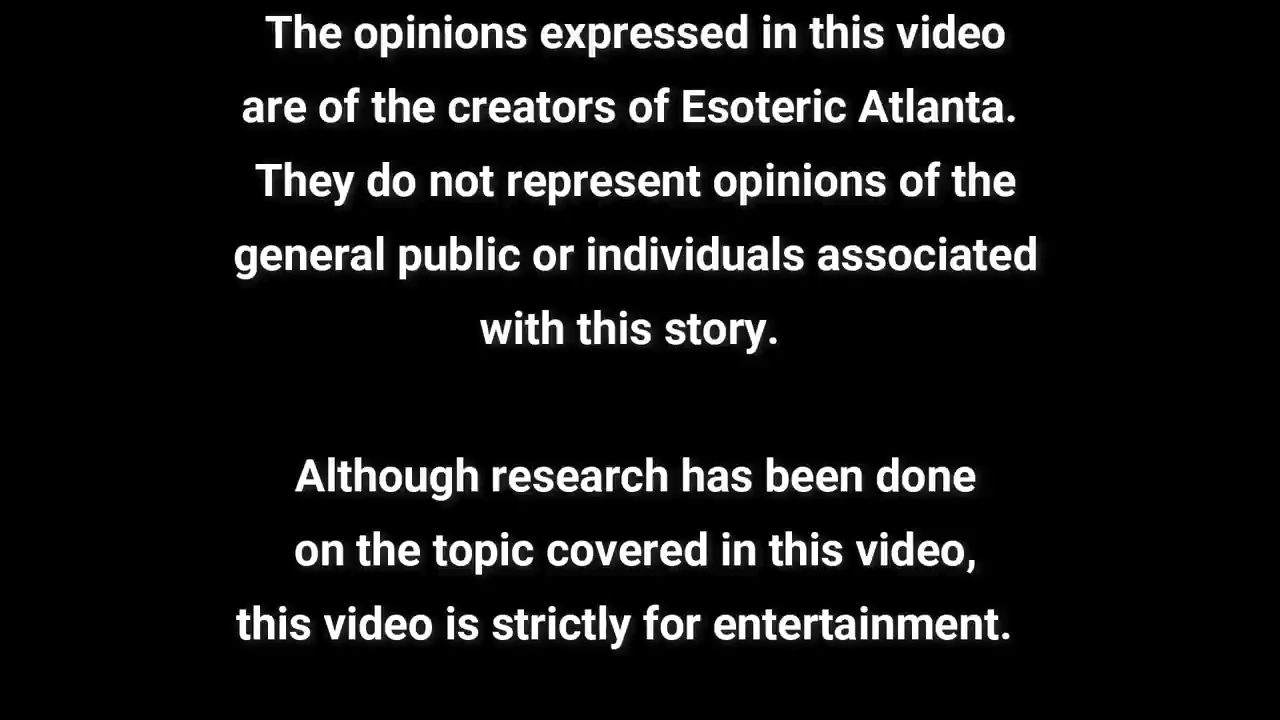 The opinions expressed in this video
are of the creators of Esoteric Atlanta.
They do not represent opinions of the
general public or individuals associated
with this story.
Although research has been done
on the topic covered in this video,
this video is strictly for entertainment.